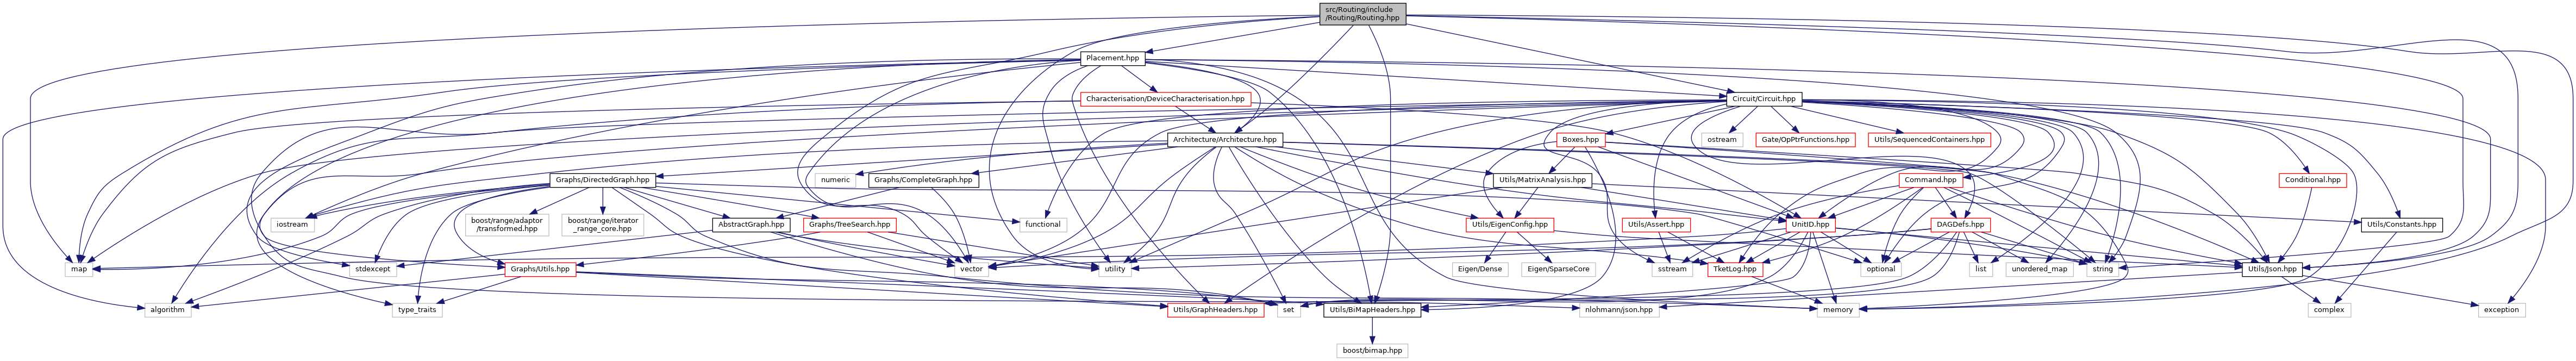 src/Routing/include
/Routing/Routing.hpp
Placement.hpp
Characterisation/DeviceCharacterisation.hpp
Circuit/Circuit.hpp
Architecture/Architecture.hpp
Boxes.hpp
ostream
Gate/OpPtrFunctions.hpp
Utils/SequencedContainers.hpp
numeric
Graphs/DirectedGraph.hpp
Graphs/CompleteGraph.hpp
Utils/MatrixAnalysis.hpp
Command.hpp
Conditional.hpp
iostream
boost/range/adaptor
/transformed.hpp
boost/range/iterator
_range_core.hpp
AbstractGraph.hpp
Graphs/TreeSearch.hpp
functional
Utils/EigenConfig.hpp
Utils/Assert.hpp
UnitID.hpp
DAGDefs.hpp
Utils/Constants.hpp
map
stdexcept
Graphs/Utils.hpp
vector
utility
Eigen/Dense
Eigen/SparseCore
sstream
TketLog.hpp
optional
list
unordered_map
string
Utils/Json.hpp
algorithm
type_traits
Utils/GraphHeaders.hpp
set
Utils/BiMapHeaders.hpp
nlohmann/json.hpp
memory
complex
exception
boost/bimap.hpp